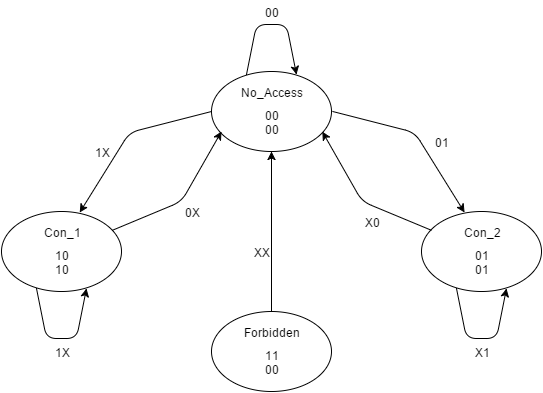 00
No_Access
00
00
1X
01
0X
X0
Con_1
10
10
Con_2
01
01
XX
1X
X1
Forbidden
11
00